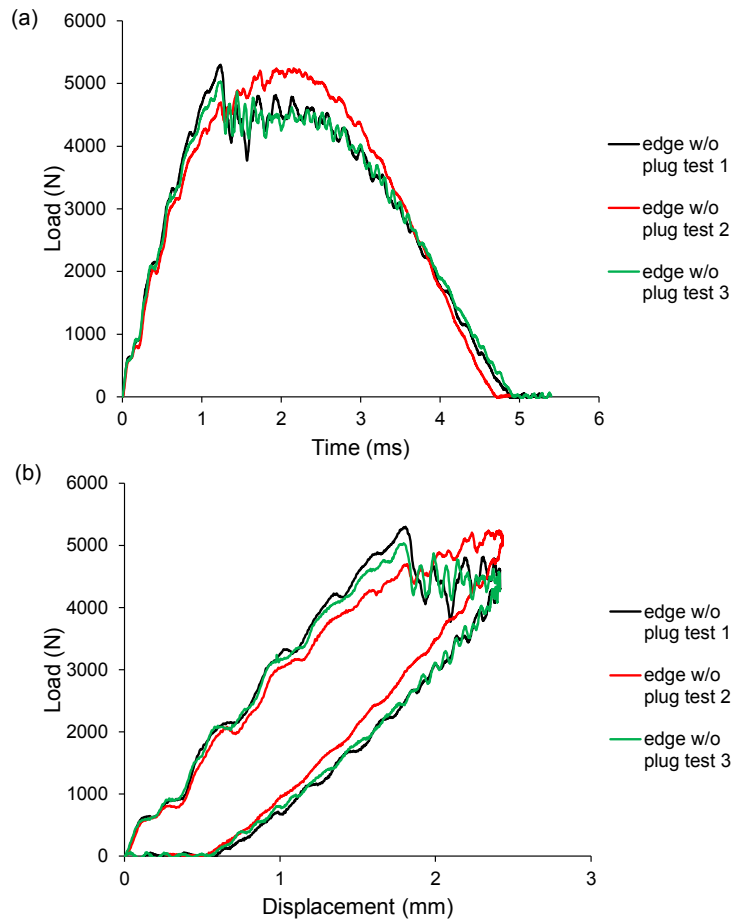 (a)
6000
5000
4000
3000
2000
1000
0
Load (N)
0 1 2 3 4 5 6
Time (ms)
edge w/o
plug test 1
edge w/o
plug test 2
edge w/o
plug test 3
(b)
6000
5000
4000
3000
2000
1000
0
Load (N)
0 1 2 3
Displacement (mm)
edge w/o
plug test 1
edge w/o
plug test 2
edge w/o
plug test 3